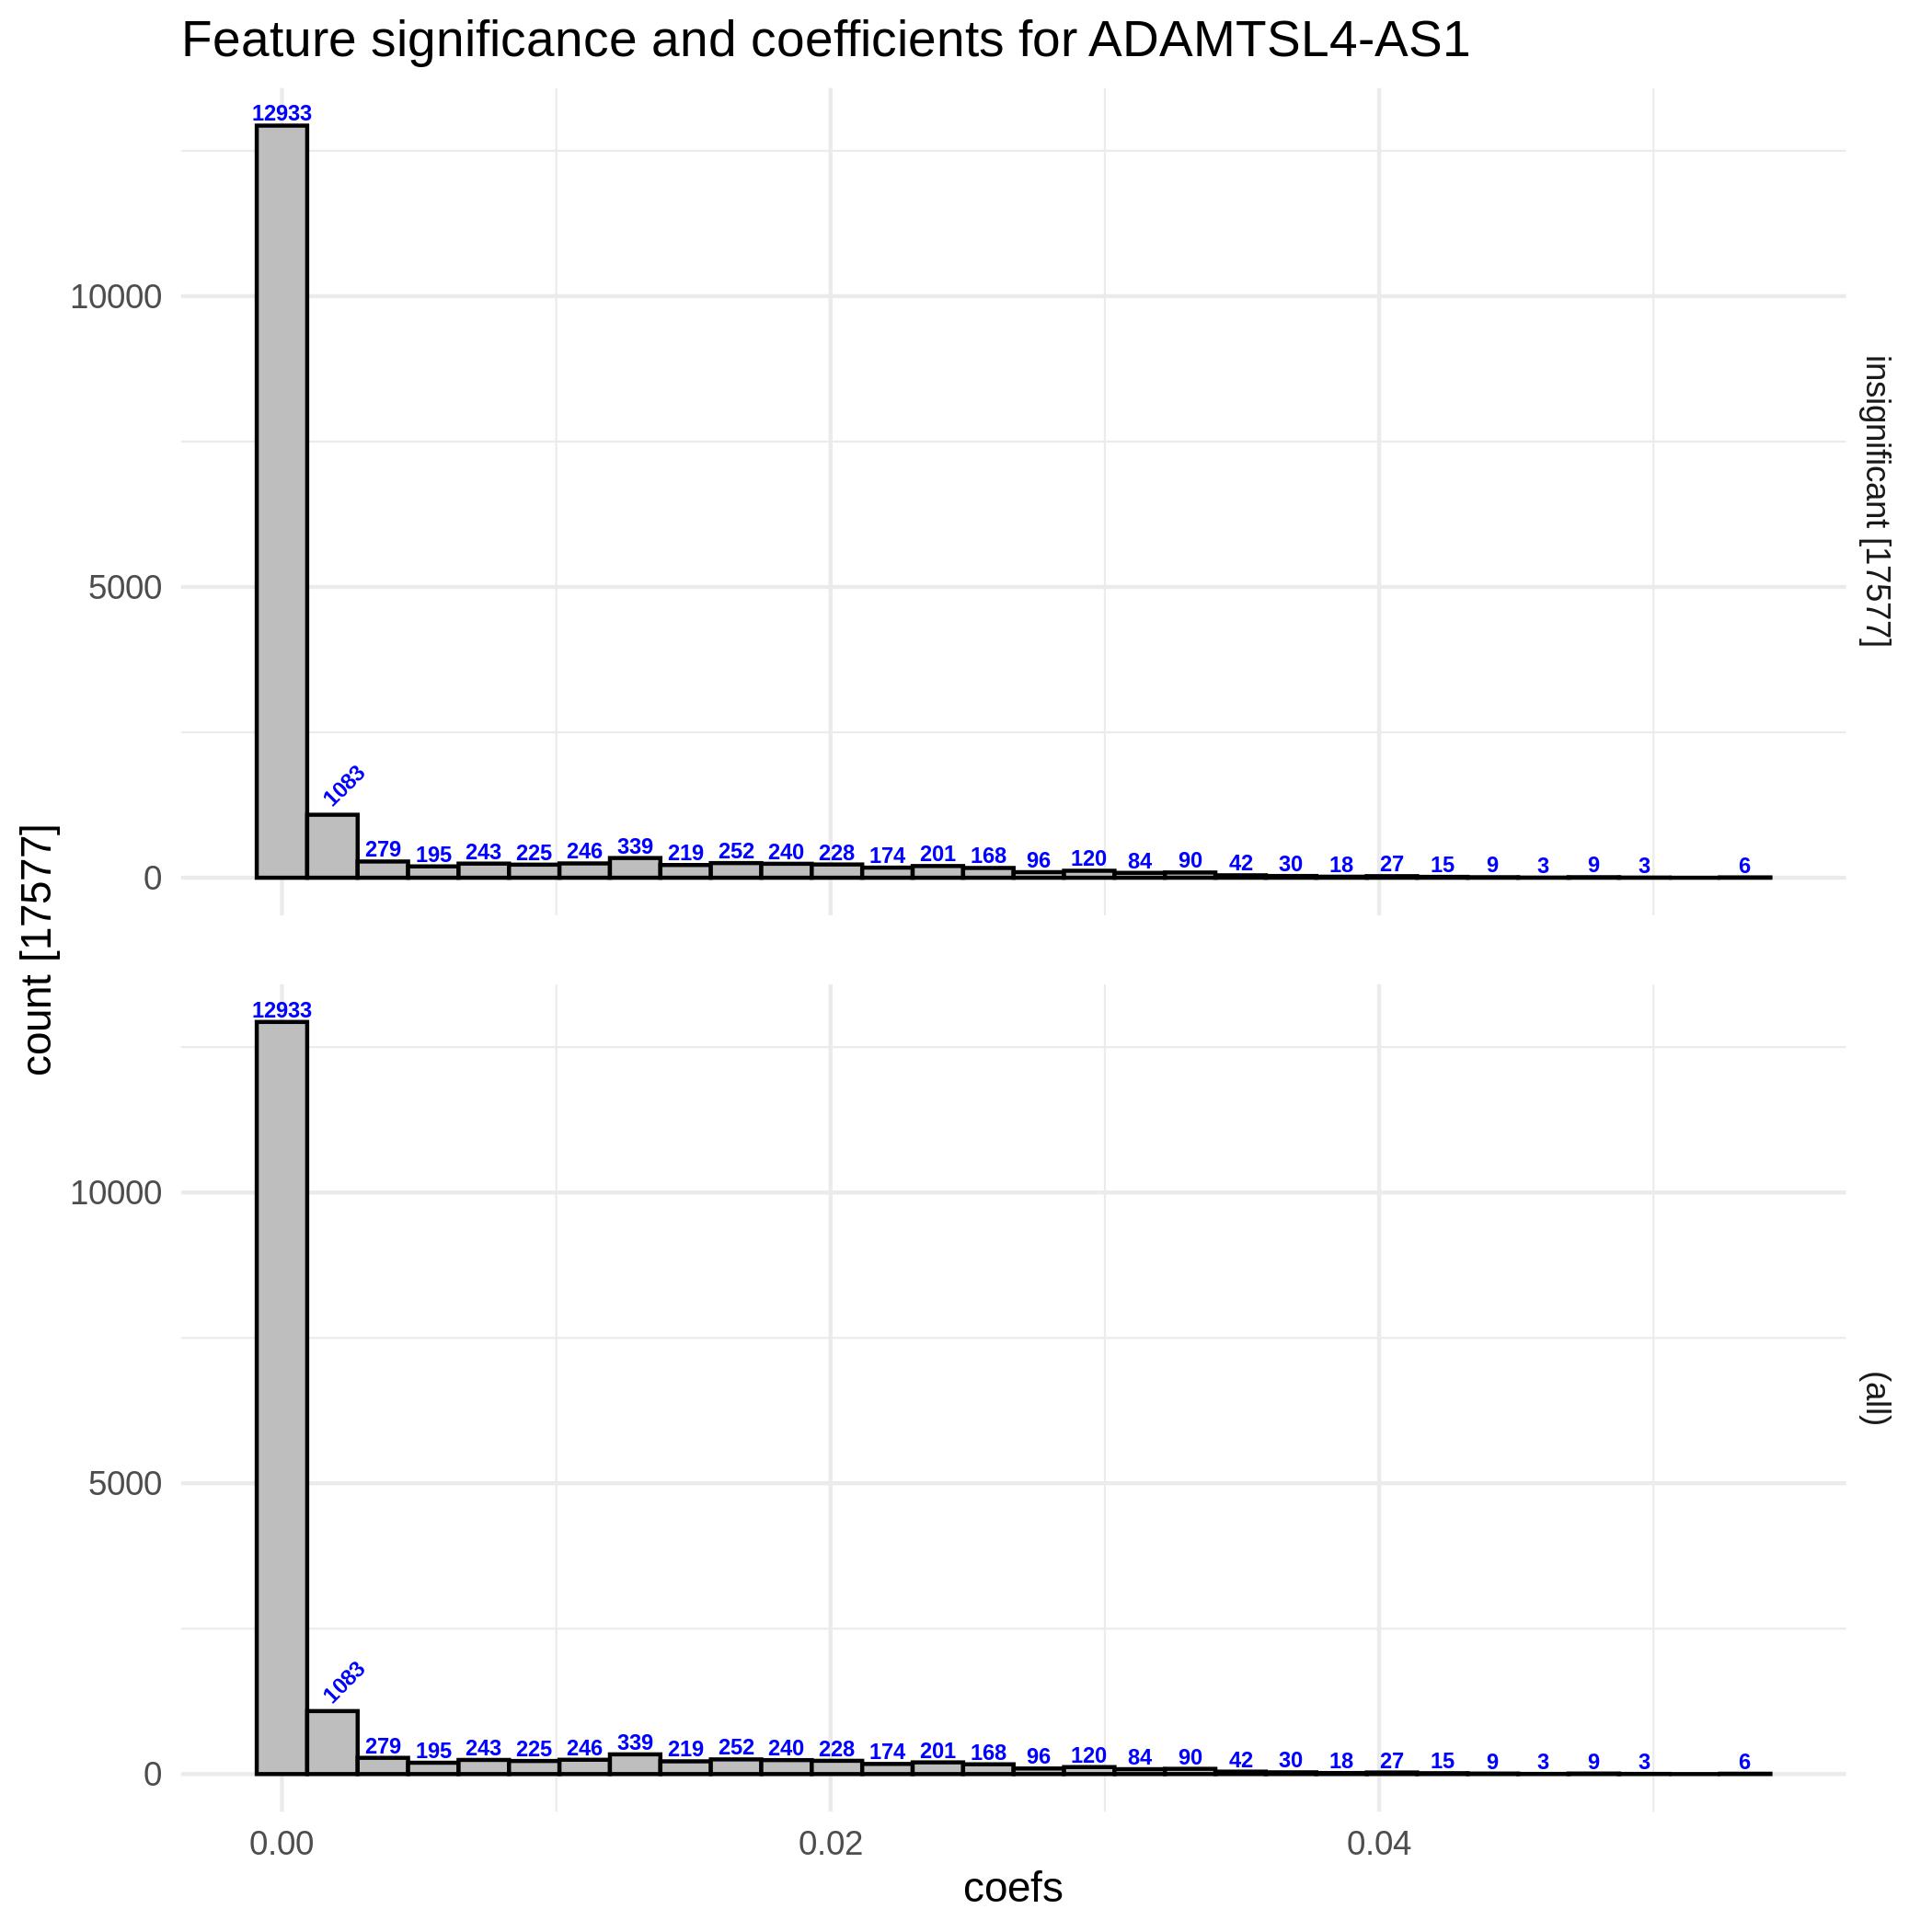 Feature significance and coefficients for ADAMTSL4-AS1
12933
10000
5000
0
1083
279 195 243 225 246 339 219 252 240 228 174 201 168 96 120 84 90 42 30 18 27 15 9 3 9 3 6
insignificant [17577]
count [17577]
12933
10000
5000
0
1083
279 195 243 225 246 339 219 252 240 228 174 201 168 96 120 84 90 42 30 18 27 15 9 3 9 3 6
(all)
0.00 0.02 0.04
coefs